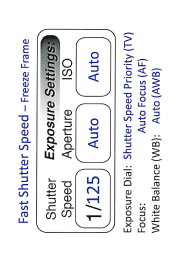 Fast Shutter Speed – Freeze Frame
Exposure Settings:
Shutter Speed
Aperture
ISO
1/125
Auto
Auto
Exposure Dial: Shutter Speed Priority (TV)
Focus: Auto Focus (AF)
White Balance (WB): Auto (AWB)